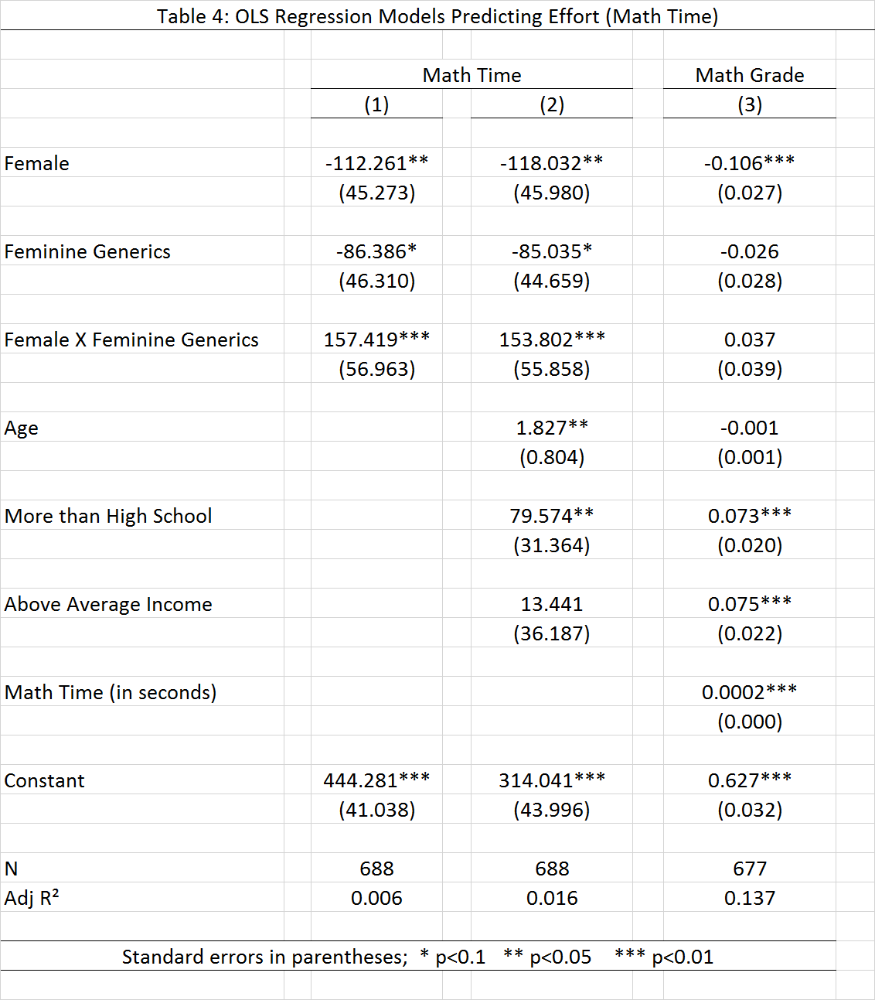 Table 4: OLS Regression Models Predicting Effort (Math Time)
Math Time Math Grade
(1) (2) (3)
Female -112.261** -118.032** -0.106***
(45.273) (45.980) (0.027)
Feminine Generics -86.386* -85.035* -0.026
(46.310) (44.659) (0.028)
Female X Feminine Generics 157.419*** 153.802*** 0.037
(56.963) (55.858) (0.039)
Age 1.827** -0.001
(0.804) (0.001)
More than High School 79.574** 0.073***
(31.364) (0.020)
Above Average Income 13.441 0.075***
(36.187) (0.022)
Math Time (in seconds) 0.0002***
(0.000)
Constant 444.281*** 314.041*** 0.627***
(41.038) (43.996) (0.032)
N 688 688 677
Adj R² 0.006 0.016 0.137
Standard errors in parentheses; * p<0.1 ** p<0.05 *** p<0.01